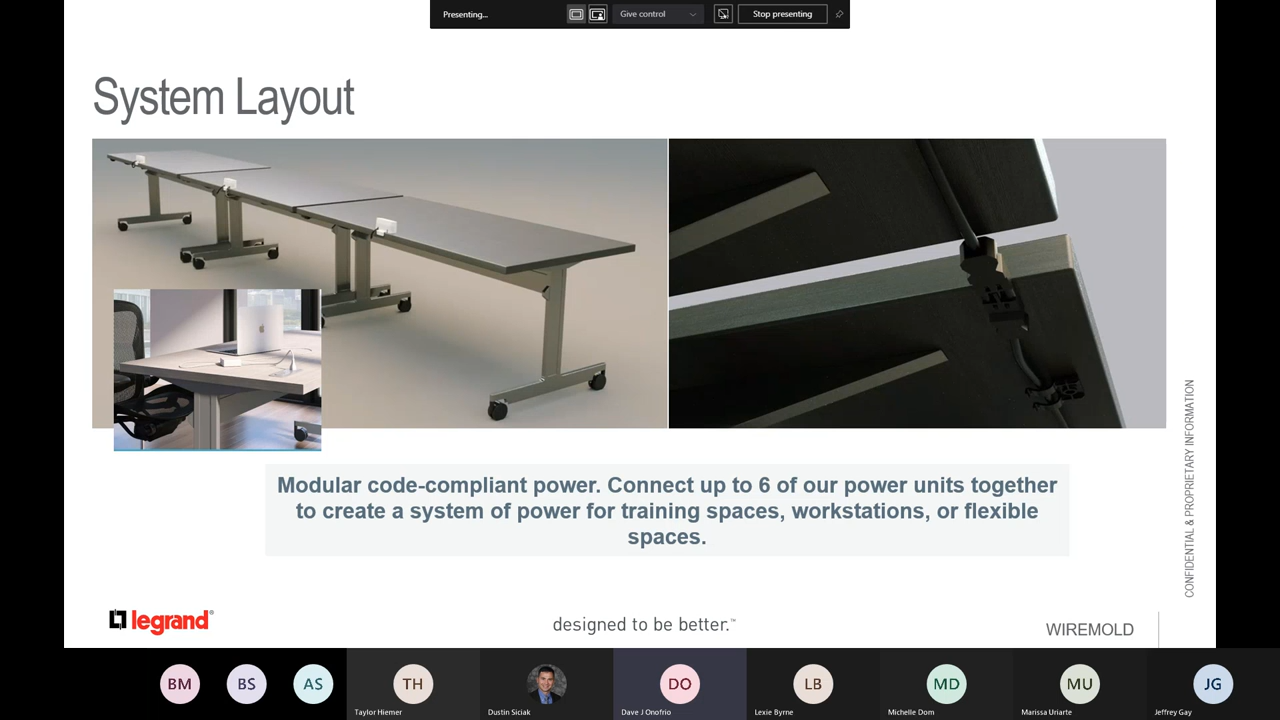 Presenting...
Give control
Stop presenting
System Layout
Modular code-compliant power. Connect up to 6 of our power units together
to create a system of power for training spaces, workstations, or flexible
spaces.
CONFIDENTIAL & PROPRIETARY INFORMATION
legrand®
designed to be better.™
WIREMOLD
BM
BS
AS
TH
DO
LB
MD
MU
JG
Taylor Hiemer
Dustin Siciak
Dave J Onofrio
Lexie Byrne
Michelle Dom
Marissa Uriarte
Jeffrey Gay